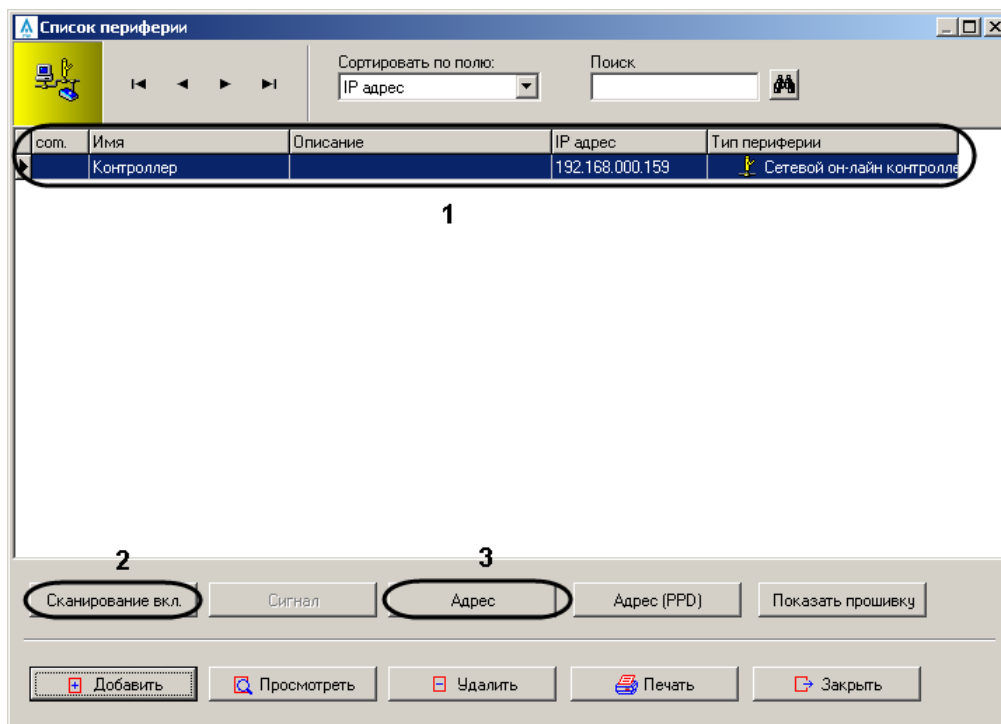 Список периферии
Сортировать по полю:
Поиск
IP адрес
com. Имя Описание IP адрес Тип периферии
Контроллер 192.168.000.159 Сетевой он-лайн контролле
1
2 3
Сканирование вкл. Сигнал Адрес Адрес (PPD) Показать прошивку
Добавить Просмотреть Удалить Печать Закрыть